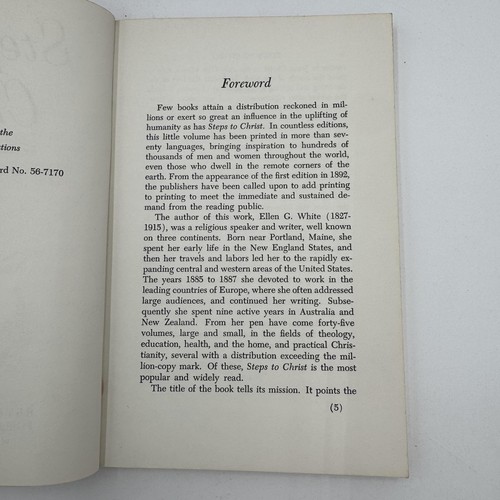 the
ctions
rd No. 56-7170
Foreword
Few books attain a distribution reckoned in mil-
lions or exert so great an influence in the uplifting of
humanity as has Steps to Christ. In countless editions,
this little volume has been printed in more than sev-
enty languages, bringing inspiration to hundreds of
thousands of men and women throughout the world,
even those who dwell in the remote corners of the
earth. From the appearance of the first edition in 1892,
the publishers have been called upon to add printing
to printing to meet the immediate and sustained de-
mand from the reading public.
The author of this work, Ellen G. White (1827-
1915), was a religious speaker and writer, well known
on three continents. Born near Portland, Maine, she
spent her early life in the New England States, and
then her travels and labors led her to the rapidly ex-
panding central and western areas of the United States.
The years 1885 to 1887 she devoted to work in the
leading countries of Europe, where she often addressed
large audiences, and continued her writing. Subse-
quently she spent nine active years in Australia and
New Zealand. From her pen have come forty-five
volumes, large and small, in the fields of theology,
education, health, and the home, and practical Chris-
tianity, several with a distribution exceeding the mil-
lion-copy mark. Of these, Steps to Christ is the most
popular and widely read.
The title of the book tells its mission. It points the
(5)